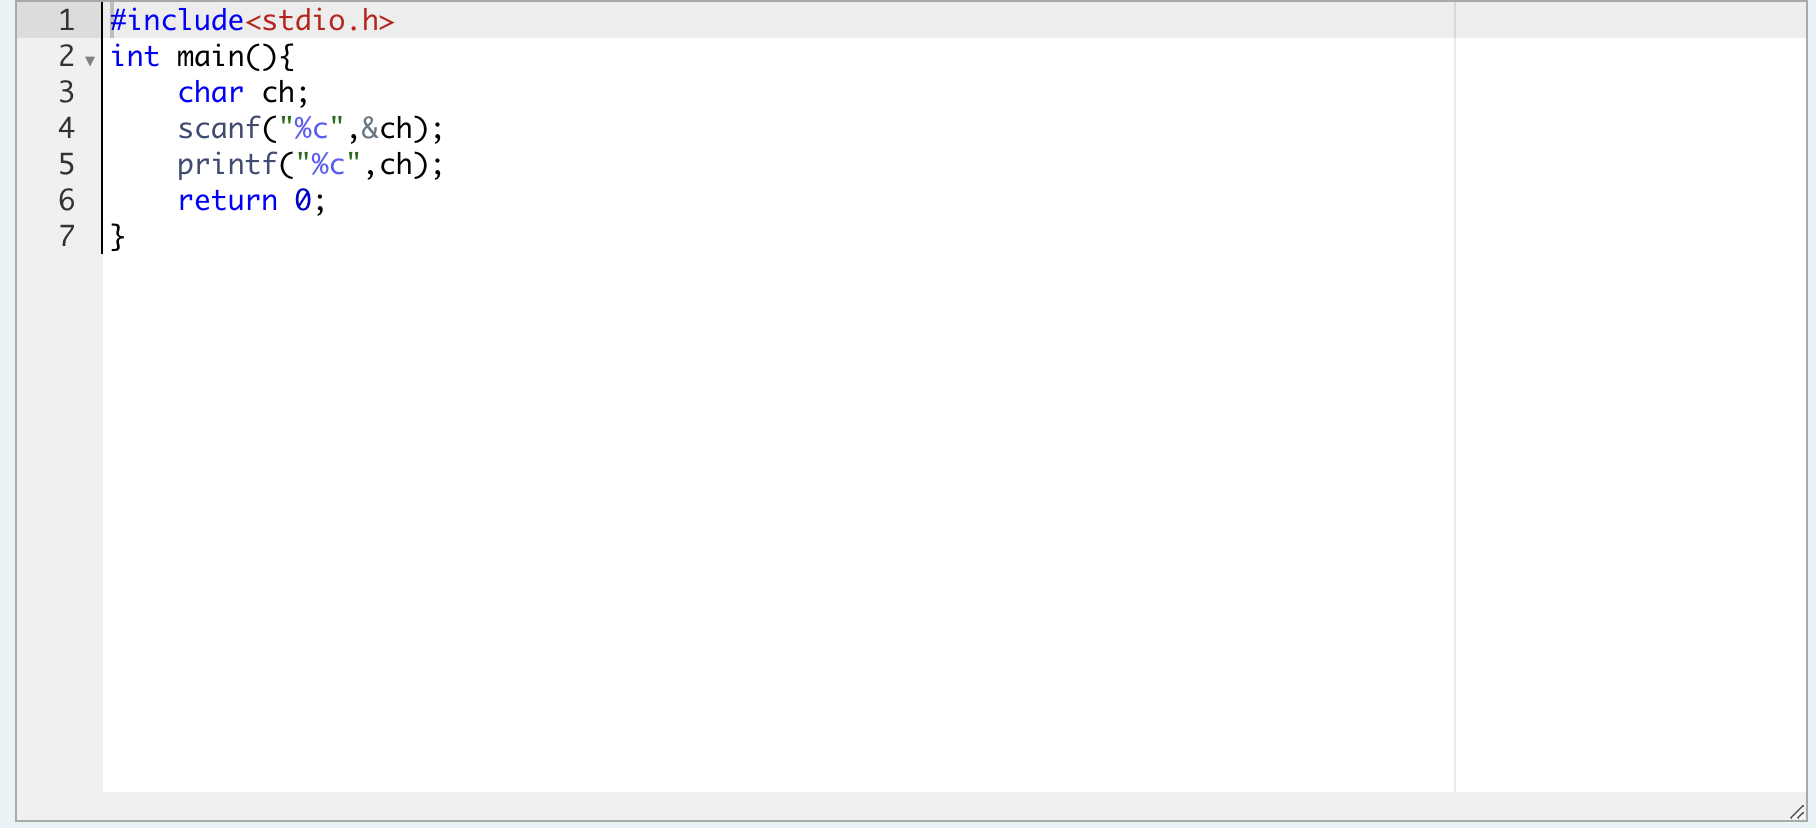 1 #include<stdio.h>
2 int main(){
3     char ch;
4     scanf("%c",&ch);
5     printf("%c",ch);
6     return 0;
7 }